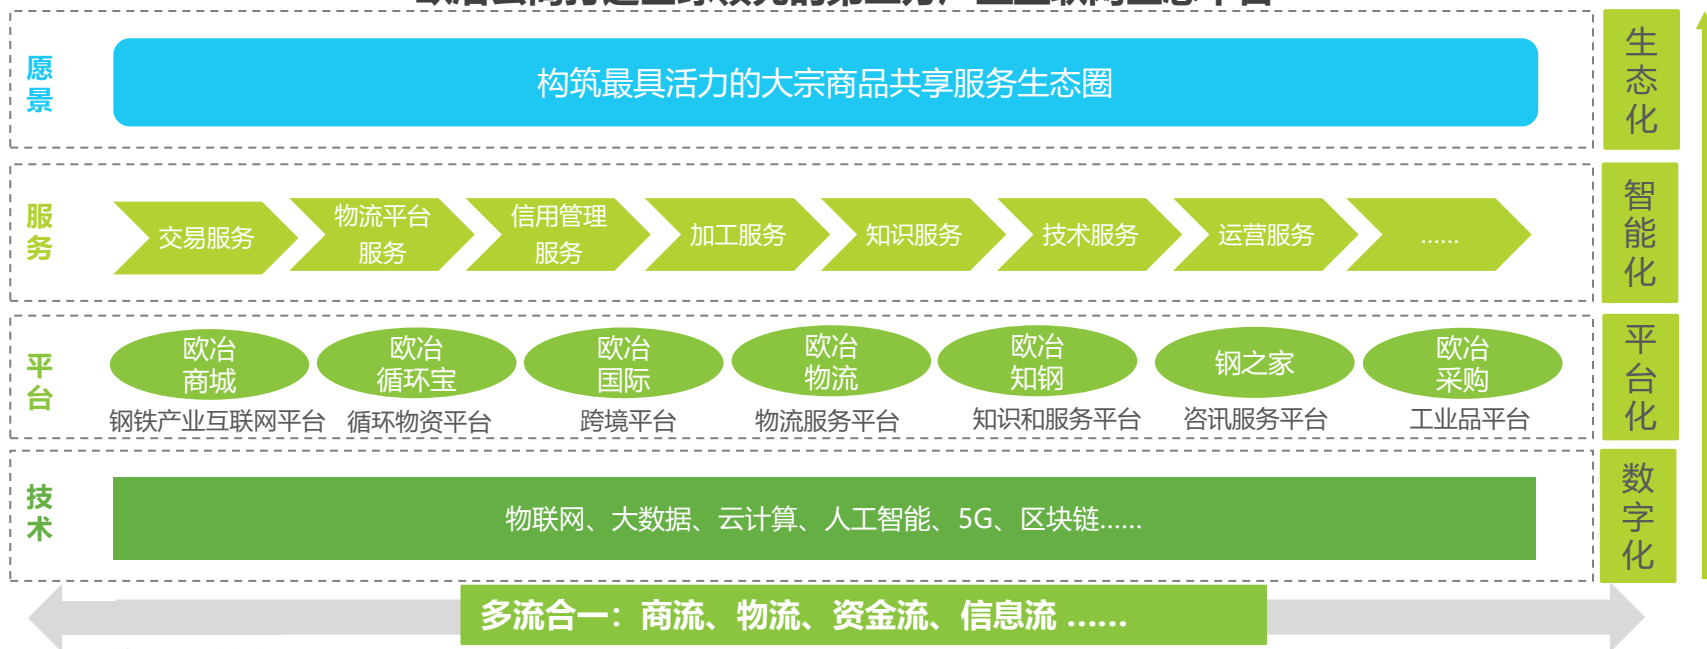 愿景
构筑最具活力的大宗商品共享服务生态圈
生态化
服务
交易服务
物流平台
服务
信用管理
服务
加工服务
知识服务
技术服务
运营服务
......
智能化
平台
欧冶
商城
欧冶
循环宝
欧冶
国际
欧冶
物流
欧冶
知钢
钢之家
欧冶
采购
钢铁产业互联网平台
循环物资平台
跨境平台
物流服务平台
知识和服务平台
咨讯服务平台
工业品平台
平台化
技术
物联网、大数据、云计算、人工智能、5G、区块链......
数字化
多流合一：商流、物流、资金流、信息流 ......